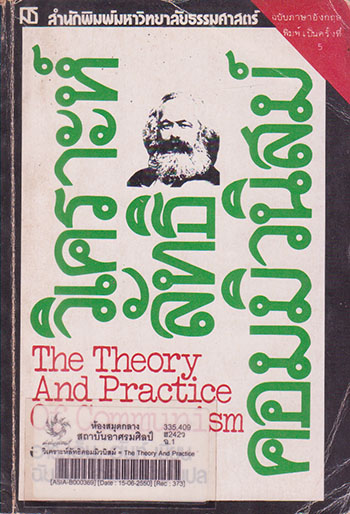 สำนักพิมพ์มหาวิทยาลัยธรรมศาสตร์
ฉบับภาษาอังกฤษ
พิมพ์เป็นครั้งที่
5
วิเคราะห์
ลัทธิ
คอมมิวนิสม์
The Theory
And Practice
Of Communism
ห้องสมุดกลาง
สถาบันอาศรมศิลป์
335.409
ฮ242ว
ฉ.1
วิเคราะห์ลัทธิคอมมิวนิสม์ = The Theory And Practice
[ASIA-B000369] [Date : 15-06-2560] [Rec : 373]